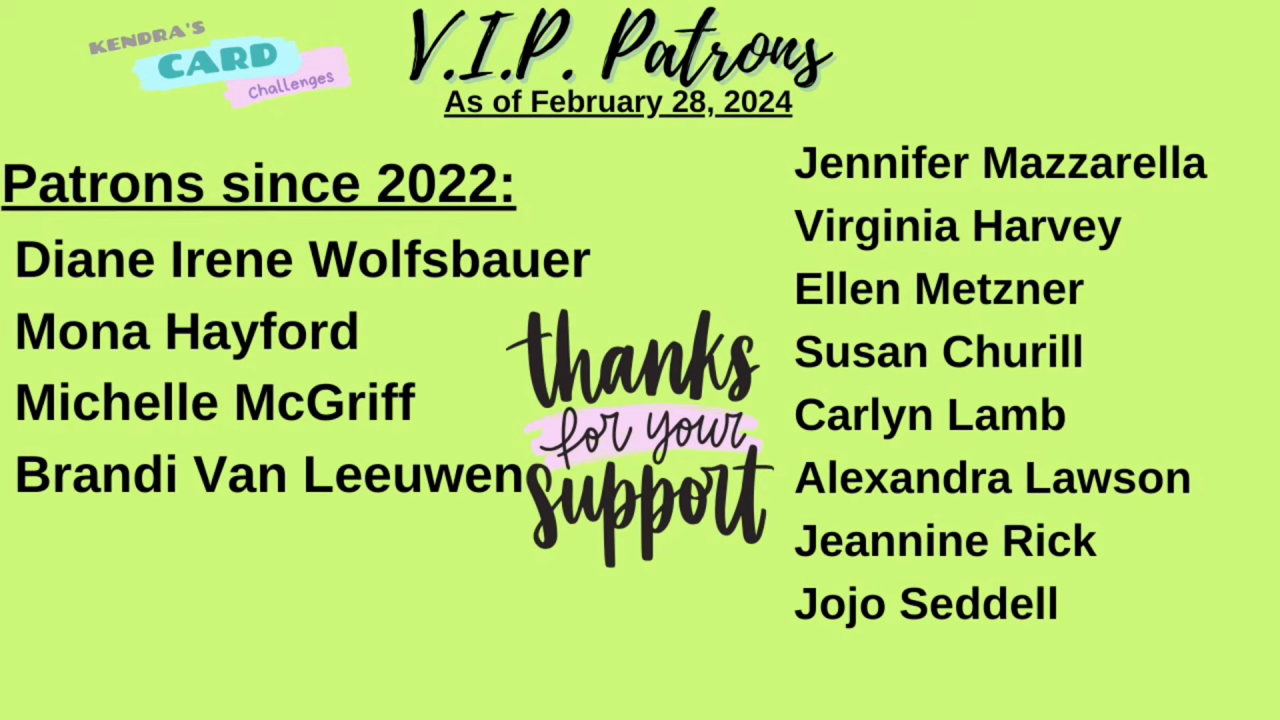 KENDRA'S
CARD
Challenges
V.I.P. Patrons
As of February 28, 2024
Patrons since 2022:
Diane Irene Wolfsbauer
Mona Hayford
Michelle McGriff
Brandi Van Leeuwen
thanks
for your
support
Jennifer Mazzarella
Virginia Harvey
Ellen Metzner
Susan Churill
Carlyn Lamb
Alexandra Lawson
Jeannine Rick
Jojo Seddell